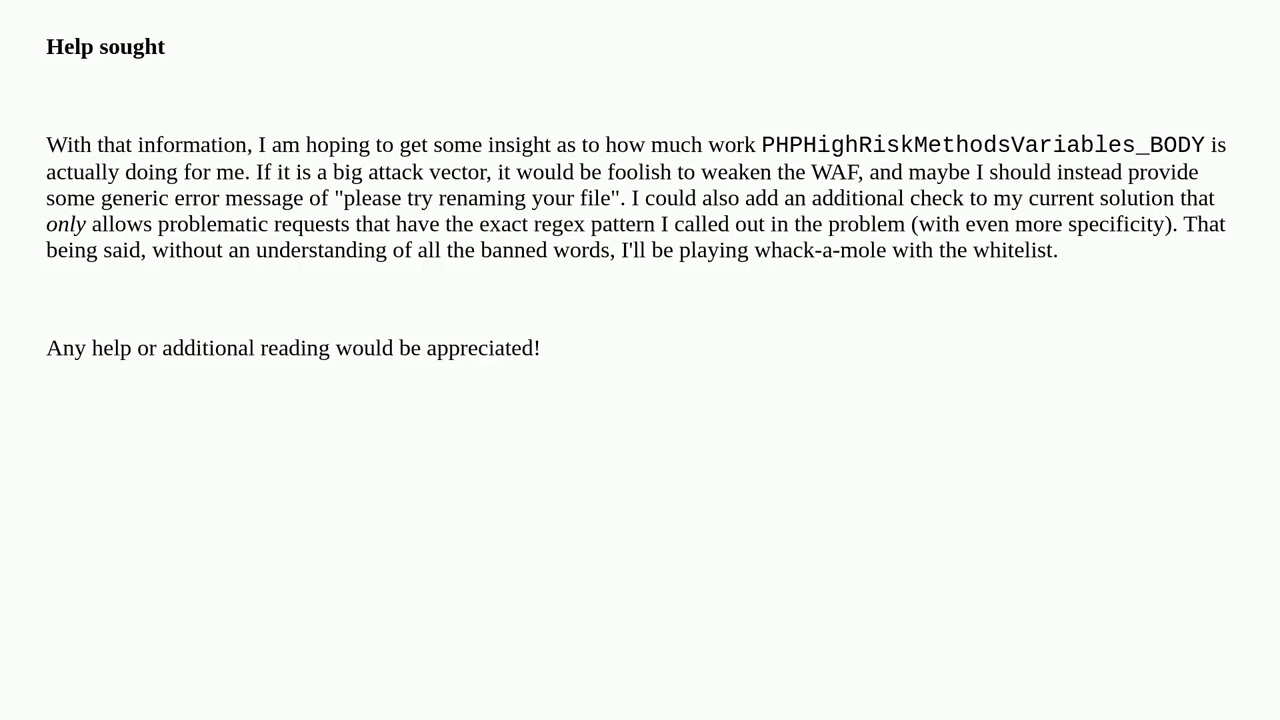 Help sought
With that information, I am hoping to get some insight as to how much work PHPHighRiskMethodsVariables_BODY is
actually doing for me. If it is a big attack vector, it would be foolish to weaken the WAF, and maybe I should instead provide
some generic error message of "please try renaming your file". I could also add an additional check to my current solution that
only allows problematic requests that have the exact regex pattern I called out in the problem (with even more specificity). That
being said, without an understanding of all the banned words, I'll be playing whack-a-mole with the whitelist.
Any help or additional reading would be appreciated!